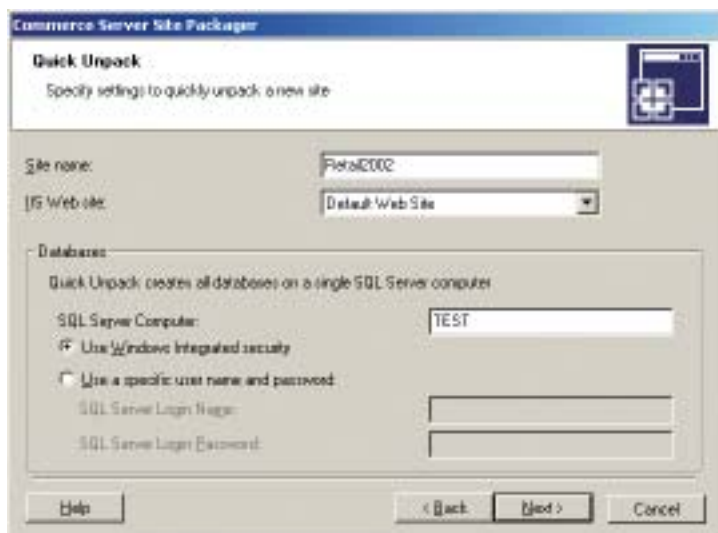 Commerce Server Site Packager
Quick Unpack
Specify settings to quickly unpack a new site
Site name:
Retail2002
IIS Web site:
Default Web Site
Databases
Quick Unpack creates all databases on a single SQL Server computer
SQL Server Computer:
TEST
Use Windows Integrated security
Use a specific user name and password:
SQL Server Login Name:
SQL Server Login Password:
Help
< Back
Next >
Cancel